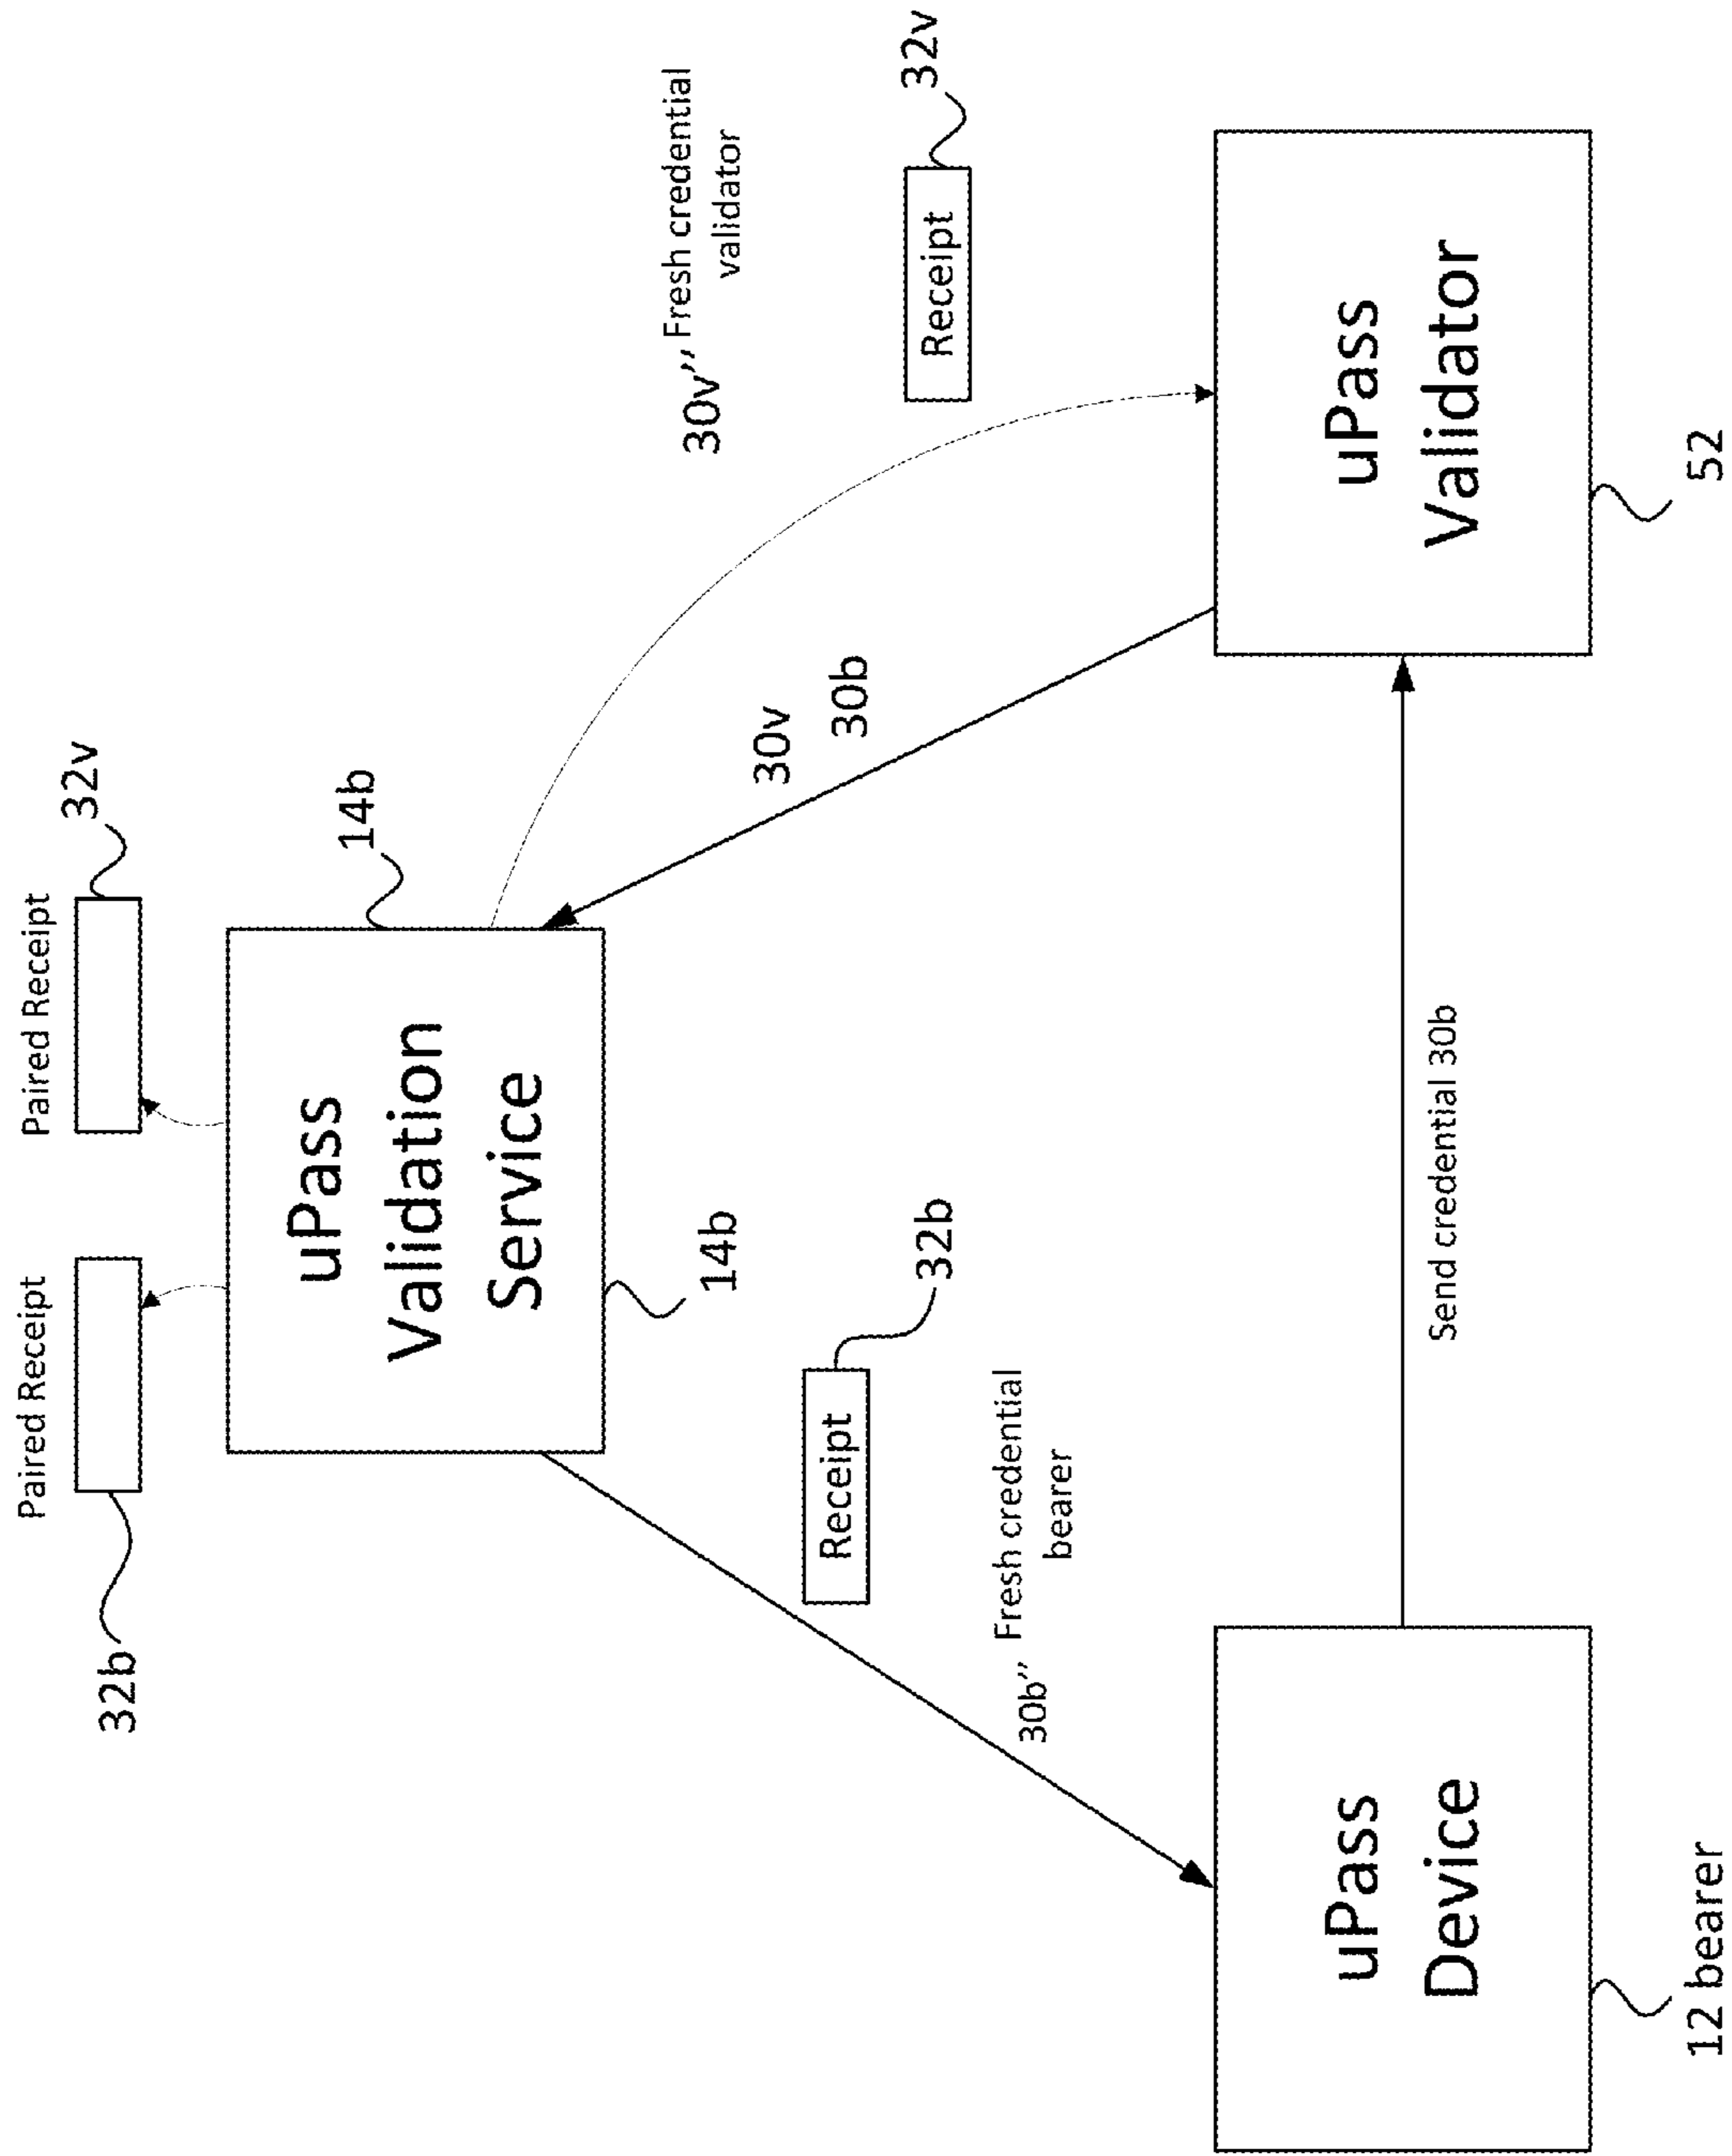 Paired Receipt
Paired Receipt
32b
32v
14b
uPass
Validation
Service
14b
30v'' Fresh credential
validator
Receipt
32v
Receipt
32b
30v
30b
30b'' Fresh credential
bearer
uPass
Device
12 bearer
Send credential 30b
uPass
Validator
52